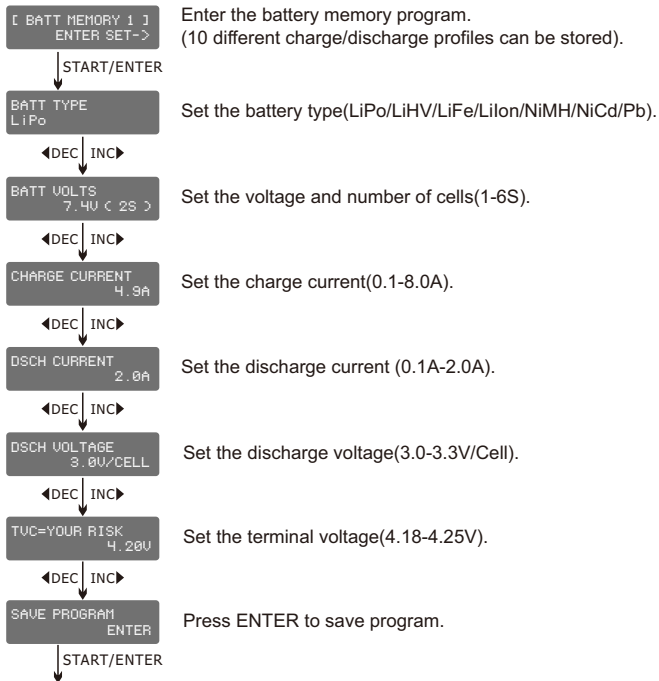 [ BATT MEMORY 1 ]
ENTER SET->
Enter the battery memory program.
(10 different charge/discharge profiles can be stored).
START/ENTER
BATT TYPE
LiPo
Set the battery type(LiPo/LiHV/LiFe/LiIon/NiMH/NiCd/Pb).
◀DEC INC▶
BATT VOLTS
7.4V ( 2S )
Set the voltage and number of cells(1-6S).
◀DEC INC▶
CHARGE CURRENT
4.9A
Set the charge current(0.1-8.0A).
◀DEC INC▶
DSCH CURRENT
2.0A
Set the discharge current (0.1A-2.0A).
◀DEC INC▶
DSCH VOLTAGE
3.0V/CELL
Set the discharge voltage(3.0-3.3V/Cell).
◀DEC INC▶
TVC=YOUR RISK
4.20V
Set the terminal voltage(4.18-4.25V).
◀DEC INC▶
SAVE PROGRAM
ENTER
Press ENTER to save program.
START/ENTER